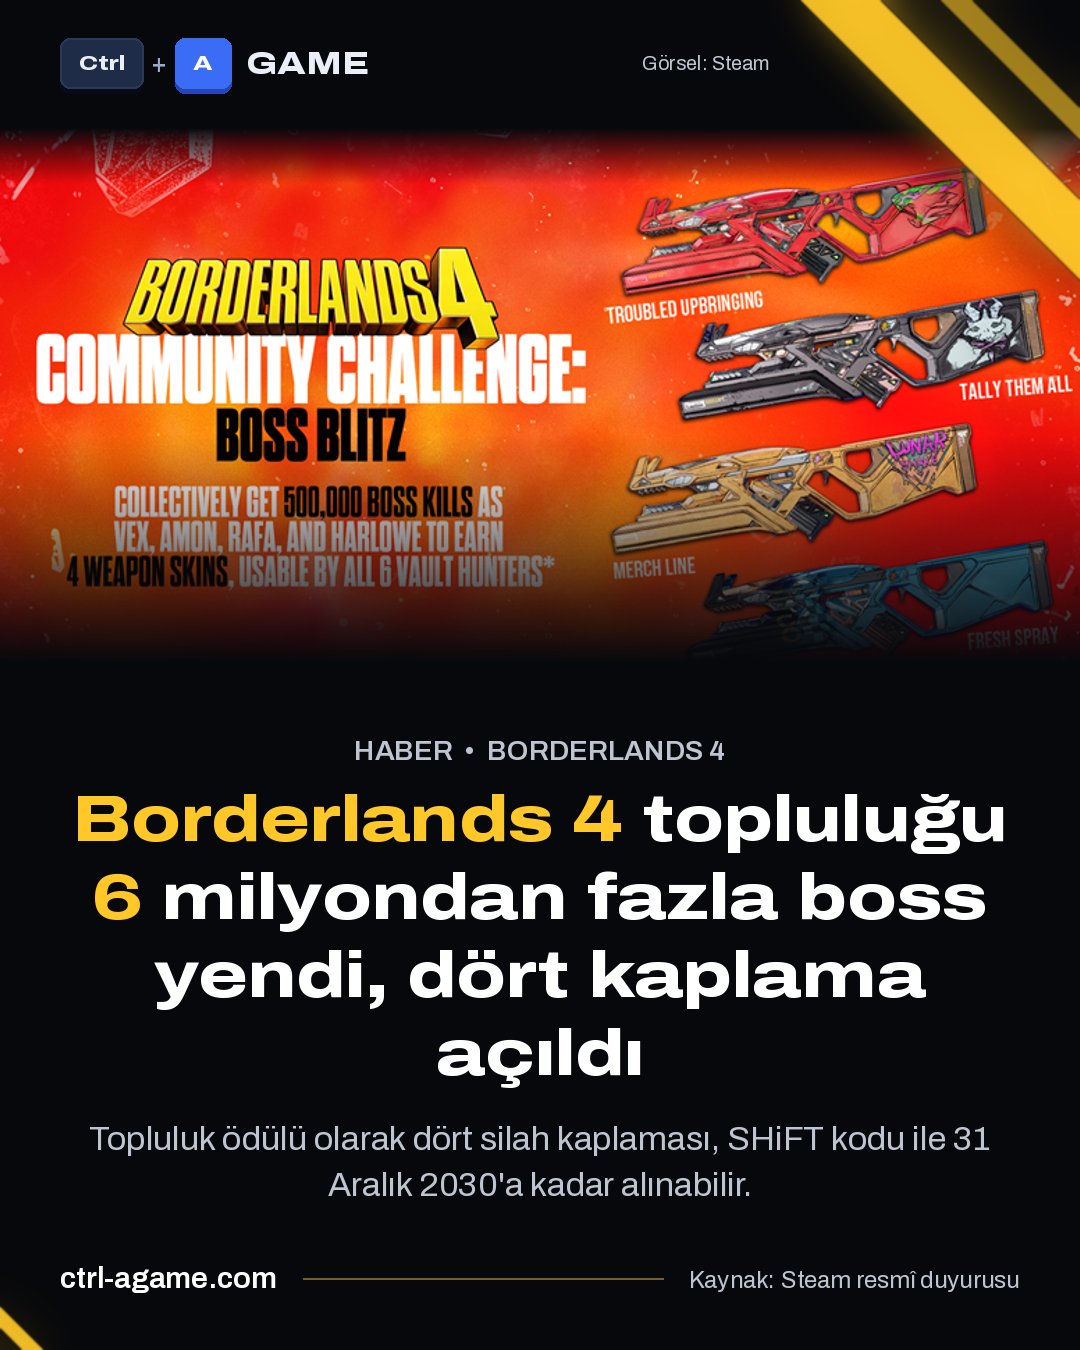 Ctrl + A GAME
Görsel: Steam
BORDERLANDS 4
COMMUNITY CHALLENGE:
BOSS BLITZ
COLLECTIVELY GET 500,000 BOSS KILLS AS
VEX, AMON, RAFA, AND HARLOWE TO EARN
4 WEAPON SKINS, USABLE BY ALL 6 VAULT HUNTERS*
TROUBLED UPBRINGING
TALLY THEM ALL
MERCH LINE
FRESH SPRAY
HABER • BORDERLANDS 4
Borderlands 4 topluluğu
6 milyondan fazla boss
yendi, dört kaplama
açıldı
Topluluk ödülü olarak dört silah kaplaması, SHiFT kodu ile 31
Aralık 2030'a kadar alınabilir.
ctrl-agame.com
Kaynak: Steam resmî duyurusu